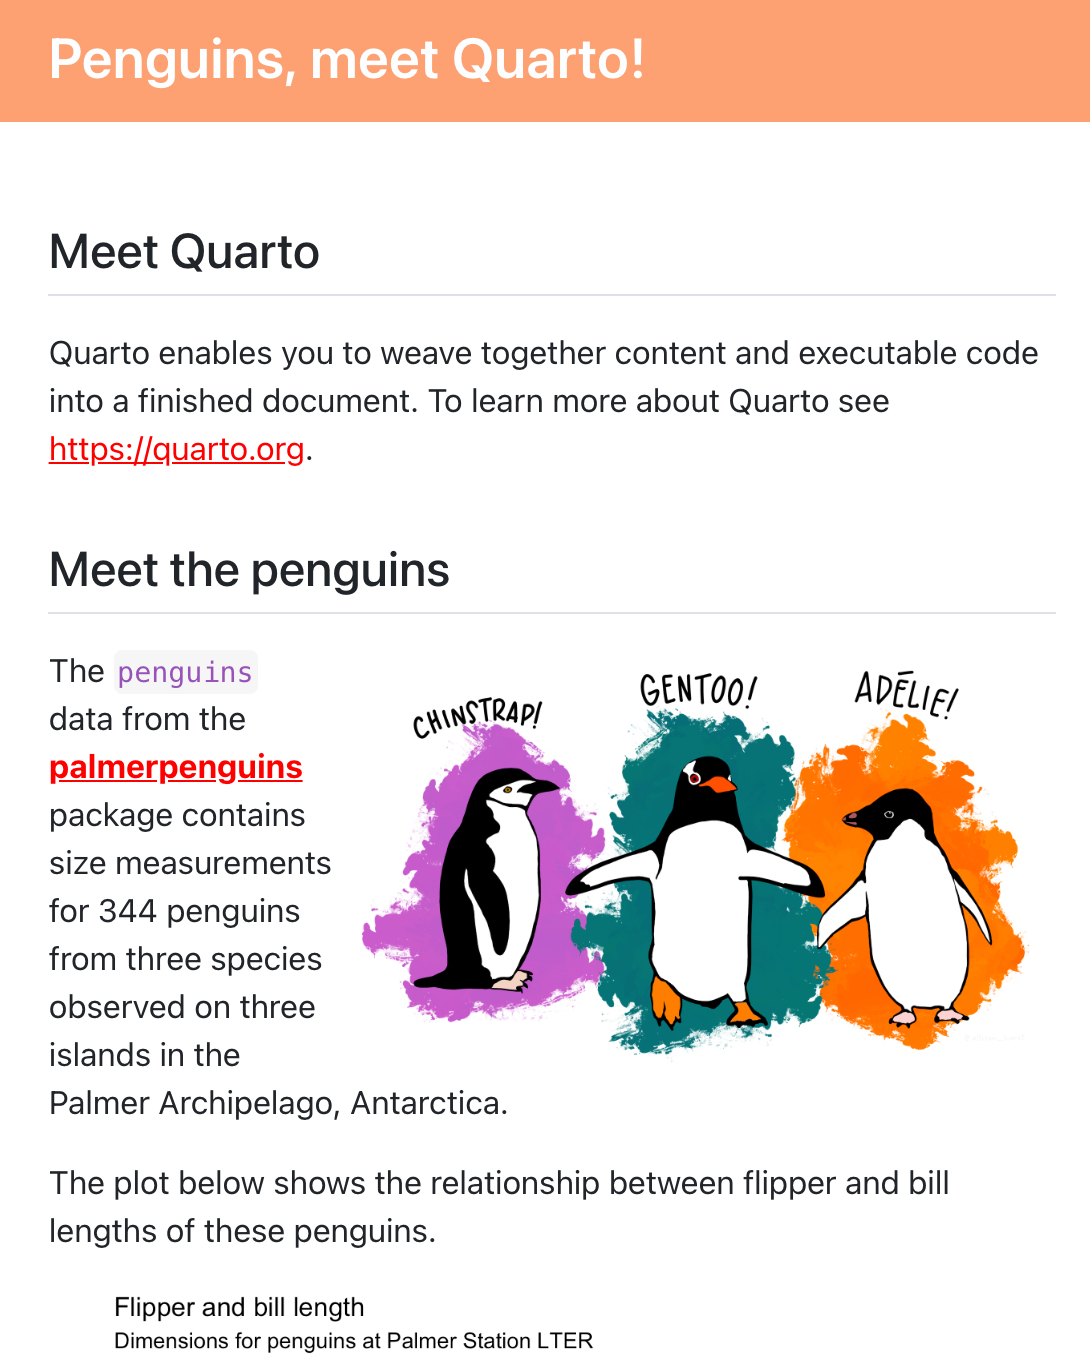 Penguins, meet Quarto!
Meet Quarto
Quarto enables you to weave together content and executable code
into a finished document. To learn more about Quarto see
https://quarto.org.
Meet the penguins
The penguins
data from the
palmerpenguins
package contains
size measurements
for 344 penguins
from three species
observed on three
islands in the
Palmer Archipelago, Antarctica.
CHINSTRAP!
GENTOO!
ADÉLIE!
The plot below shows the relationship between flipper and bill
lengths of these penguins.
Flipper and bill length
Dimensions for penguins at Palmer Station LTER